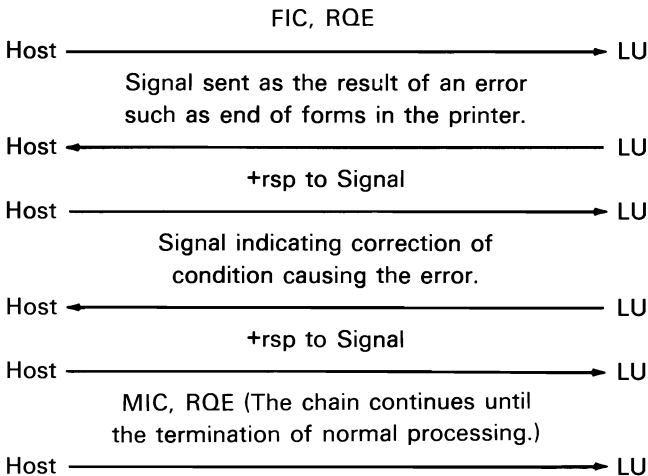 FIC, RQE
Host LU
Signal sent as the result of an error
such as end of forms in the printer.
Host LU
+rsp to Signal
Host LU
Signal indicating correction of
condition causing the error.
Host LU
+rsp to Signal
Host LU
MIC, RQE (The chain continues until
the termination of normal processing.)
Host LU